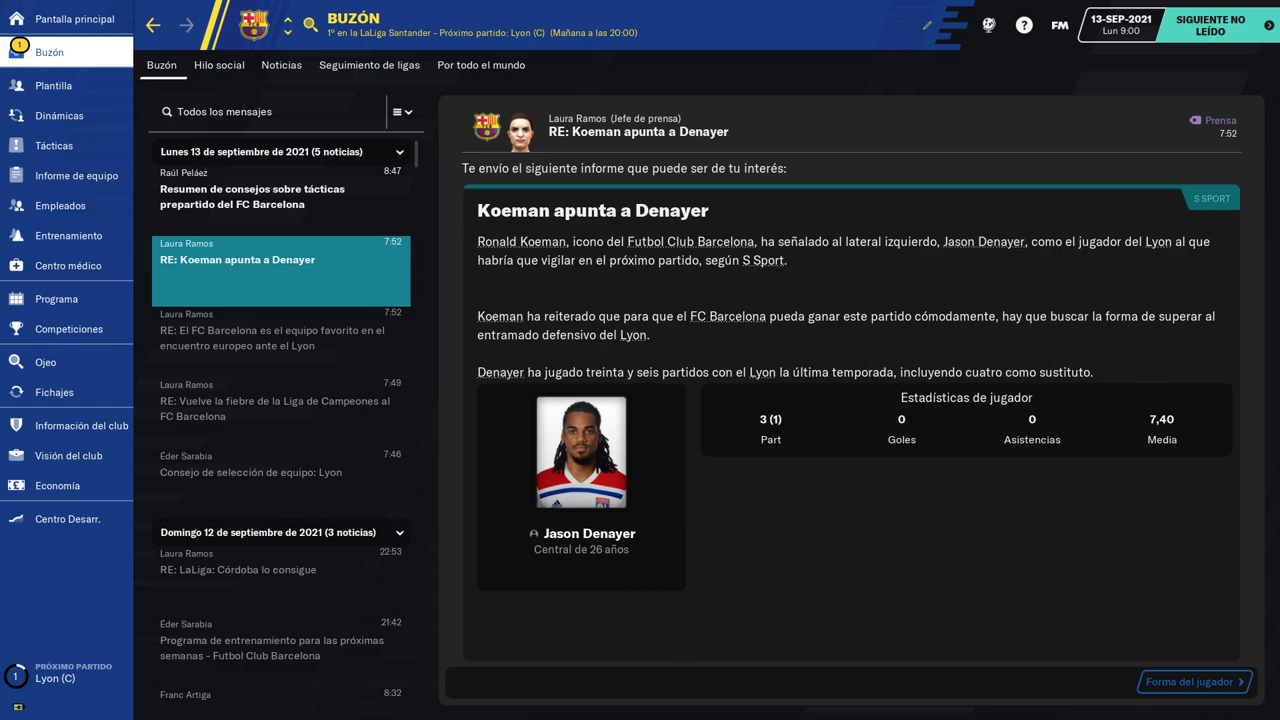 Pantalla principal
1
Buzón
Plantilla
Dinámicas
Tácticas
Informe de equipo
Empleados
Entrenamiento
Centro médico
Programa
Competiciones
Ojeo
Fichajes
Información del club
Visión del club
Economía
Centro Desarr.
1
PRÓXIMO PARTIDO
Lyon (C)
BUZÓN
1º en la LaLiga Santander - Próximo partido: Lyon (C) (Mañana a las 20:00)
?
FM
13-SEP-2021
Lun 9:00
SIGUIENTE NO LEÍDO
Buzón
Hilo social
Noticias
Seguimiento de ligas
Por todo el mundo
Todos los mensajes
Lunes 13 de septiembre de 2021 (5 noticias)
Raúl Peláez 8:47
Resumen de consejos sobre tácticas
prepartido del FC Barcelona
Laura Ramos 7:52
RE: Koeman apunta a Denayer
Laura Ramos 7:52
RE: El FC Barcelona es el equipo favorito en el
encuentro europeo ante el Lyon
Laura Ramos 7:49
RE: Vuelve la fiebre de la Liga de Campeones al
FC Barcelona
Éder Sarabia 7:46
Consejo de selección de equipo: Lyon
Domingo 12 de septiembre de 2021 (3 noticias)
Laura Ramos 22:53
RE: LaLiga: Córdoba lo consigue
Éder Sarabia 21:42
Programa de entrenamiento para las próximas
semanas - Futbol Club Barcelona
Franc Artiga 8:32
Laura Ramos (Jefe de prensa)
RE: Koeman apunta a Denayer
Prensa
7:52
Te envío el siguiente informe que puede ser de tu interés:
S SPORT
Koeman apunta a Denayer
Ronald Koeman, icono del Futbol Club Barcelona, ha señalado al lateral izquierdo, Jason Denayer, como el jugador del Lyon al que
habría que vigilar en el próximo partido, según S Sport.
Koeman ha reiterado que para que el FC Barcelona pueda ganar este partido cómodamente, hay que buscar la forma de superar al
entramado defensivo del Lyon.
Denayer ha jugado treinta y seis partidos con el Lyon la última temporada, incluyendo cuatro como sustituto.
Jason Denayer
Central de 26 años
Estadísticas de jugador
3 (1) 0 0 7,40
Part Goles Asistencias Media
Forma del jugador